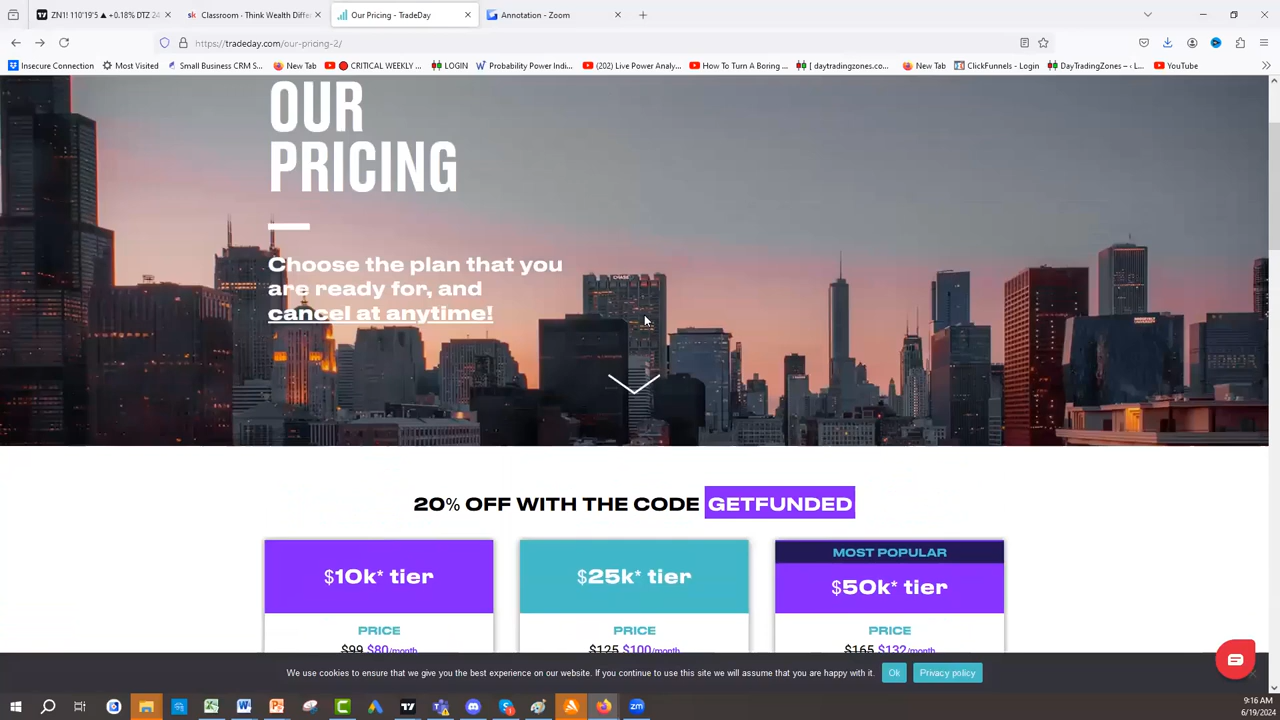 ZN1! 110'19'5 ▲ +0.18% DTZ 24
Classroom - Think Wealth Diffe
Our Pricing - TradeDay
Annotation - Zoom
https://tradeday.com/our-pricing-2/
Insecure Connection
Most Visited
Small Business CRM S...
New Tab
CRITICAL WEEKLY ...
LOGIN
Probability Power Indi...
(202) Live Power Analy...
How To Turn A Boring ...
[ daytradingzones.co...
New Tab
ClickFunnels - Login
DayTradingZones – ‹ L...
YouTube
OUR
PRICING
Choose the plan that you
are ready for, and
cancel at anytime!
CHASE
HONOR
20% OFF WITH THE CODE GETFUNDED
$10k* tier
$25k* tier
MOST POPULAR
$50k* tier
PRICE
PRICE
PRICE
$99 $80/month
$125 $100/month
$165 $132/month
We use cookies to ensure that we give you the best experience on our website. If you continue to use this site we will assume that you are happy with it.
Ok
Privacy policy
9:16 AM
6/19/2024